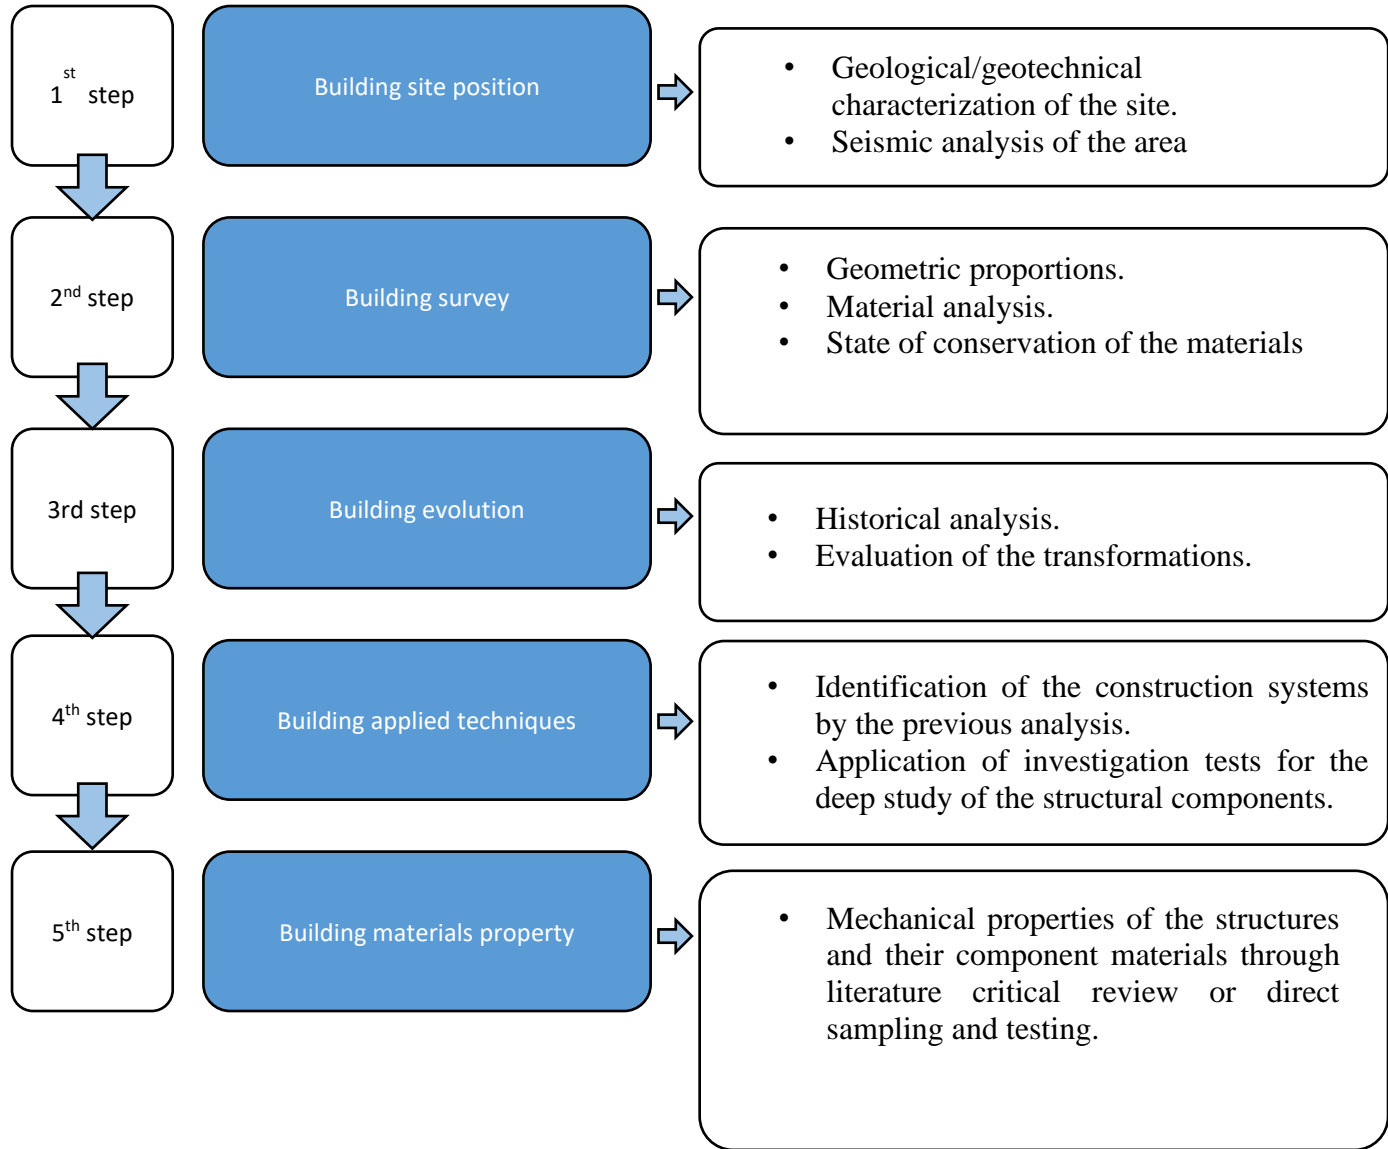 1st step
Building site position
• Geological/geotechnical
characterization of the site.
• Seismic analysis of the area
2nd step
Building survey
• Geometric proportions.
• Material analysis.
• State of conservation of the materials
3rd step
Building evolution
• Historical analysis.
• Evaluation of the transformations.
4th step
Building applied techniques
• Identification of the construction systems
by the previous analysis.
• Application of investigation tests for the
deep study of the structural components.
5th step
Building materials property
• Mechanical properties of the structures
and their component materials through
literature critical review or direct
sampling and testing.